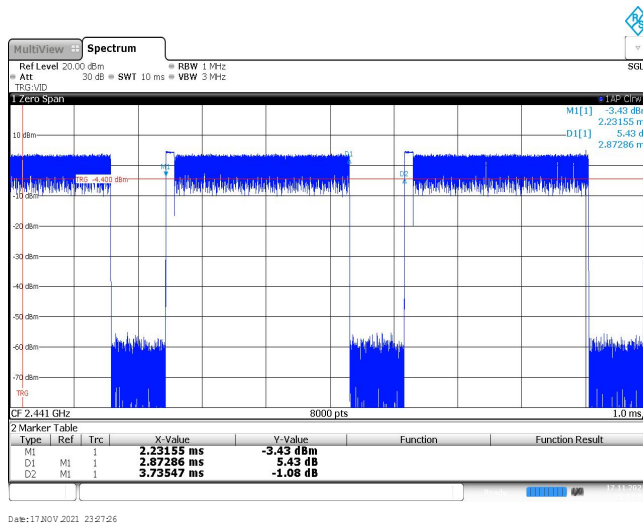 MultiView Spectrum
Ref Level 20.00 dBm RBW 1 MHz SGL
Att 30 dB SWT 10 ms VBW 3 MHz
TRG:VID
1 Zero Span 1AP Clrw
M1[1] -3.43 dBm
2.23155 m
D1[1] 5.43 d
2.87286 m
10 dBm
D1
M1
D2
TRG -4.400 dBm
-10 dBm
-20 dBm
-30 dBm
-40 dBm
-50 dBm
-60 dBm
-70 dBm
TRG
CF 2.441 GHz 8000 pts 1.0 ms
2 Marker Table
Type Ref Trc X-Value Y-Value Function Function Result
M1 1 2.23155 ms -3.43 dBm
D1 M1 1 2.87286 ms 5.43 dB
D2 M1 1 3.73547 ms -1.08 dB
Date: 17.NOV.2021 23:27:26